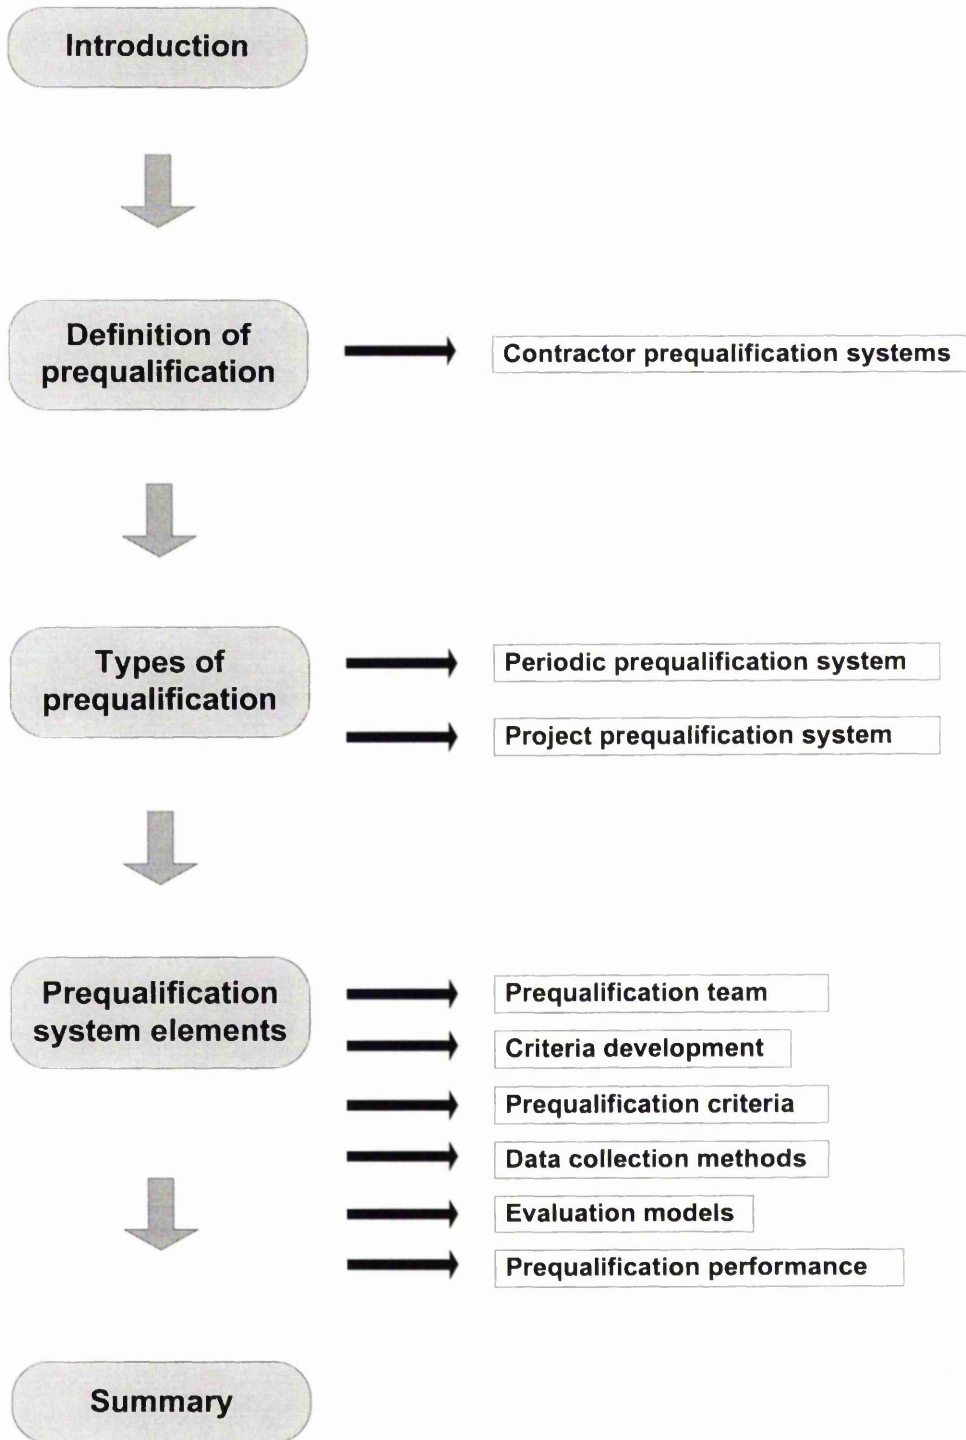 Introduction
Definition of
prequalification
Contractor prequalification systems
Types of
prequalification
Periodic prequalification system
Project prequalification system
Prequalification
system elements
Prequalification team
Criteria development
Prequalification criteria
Data collection methods
Evaluation models
Prequalification performance
Summary